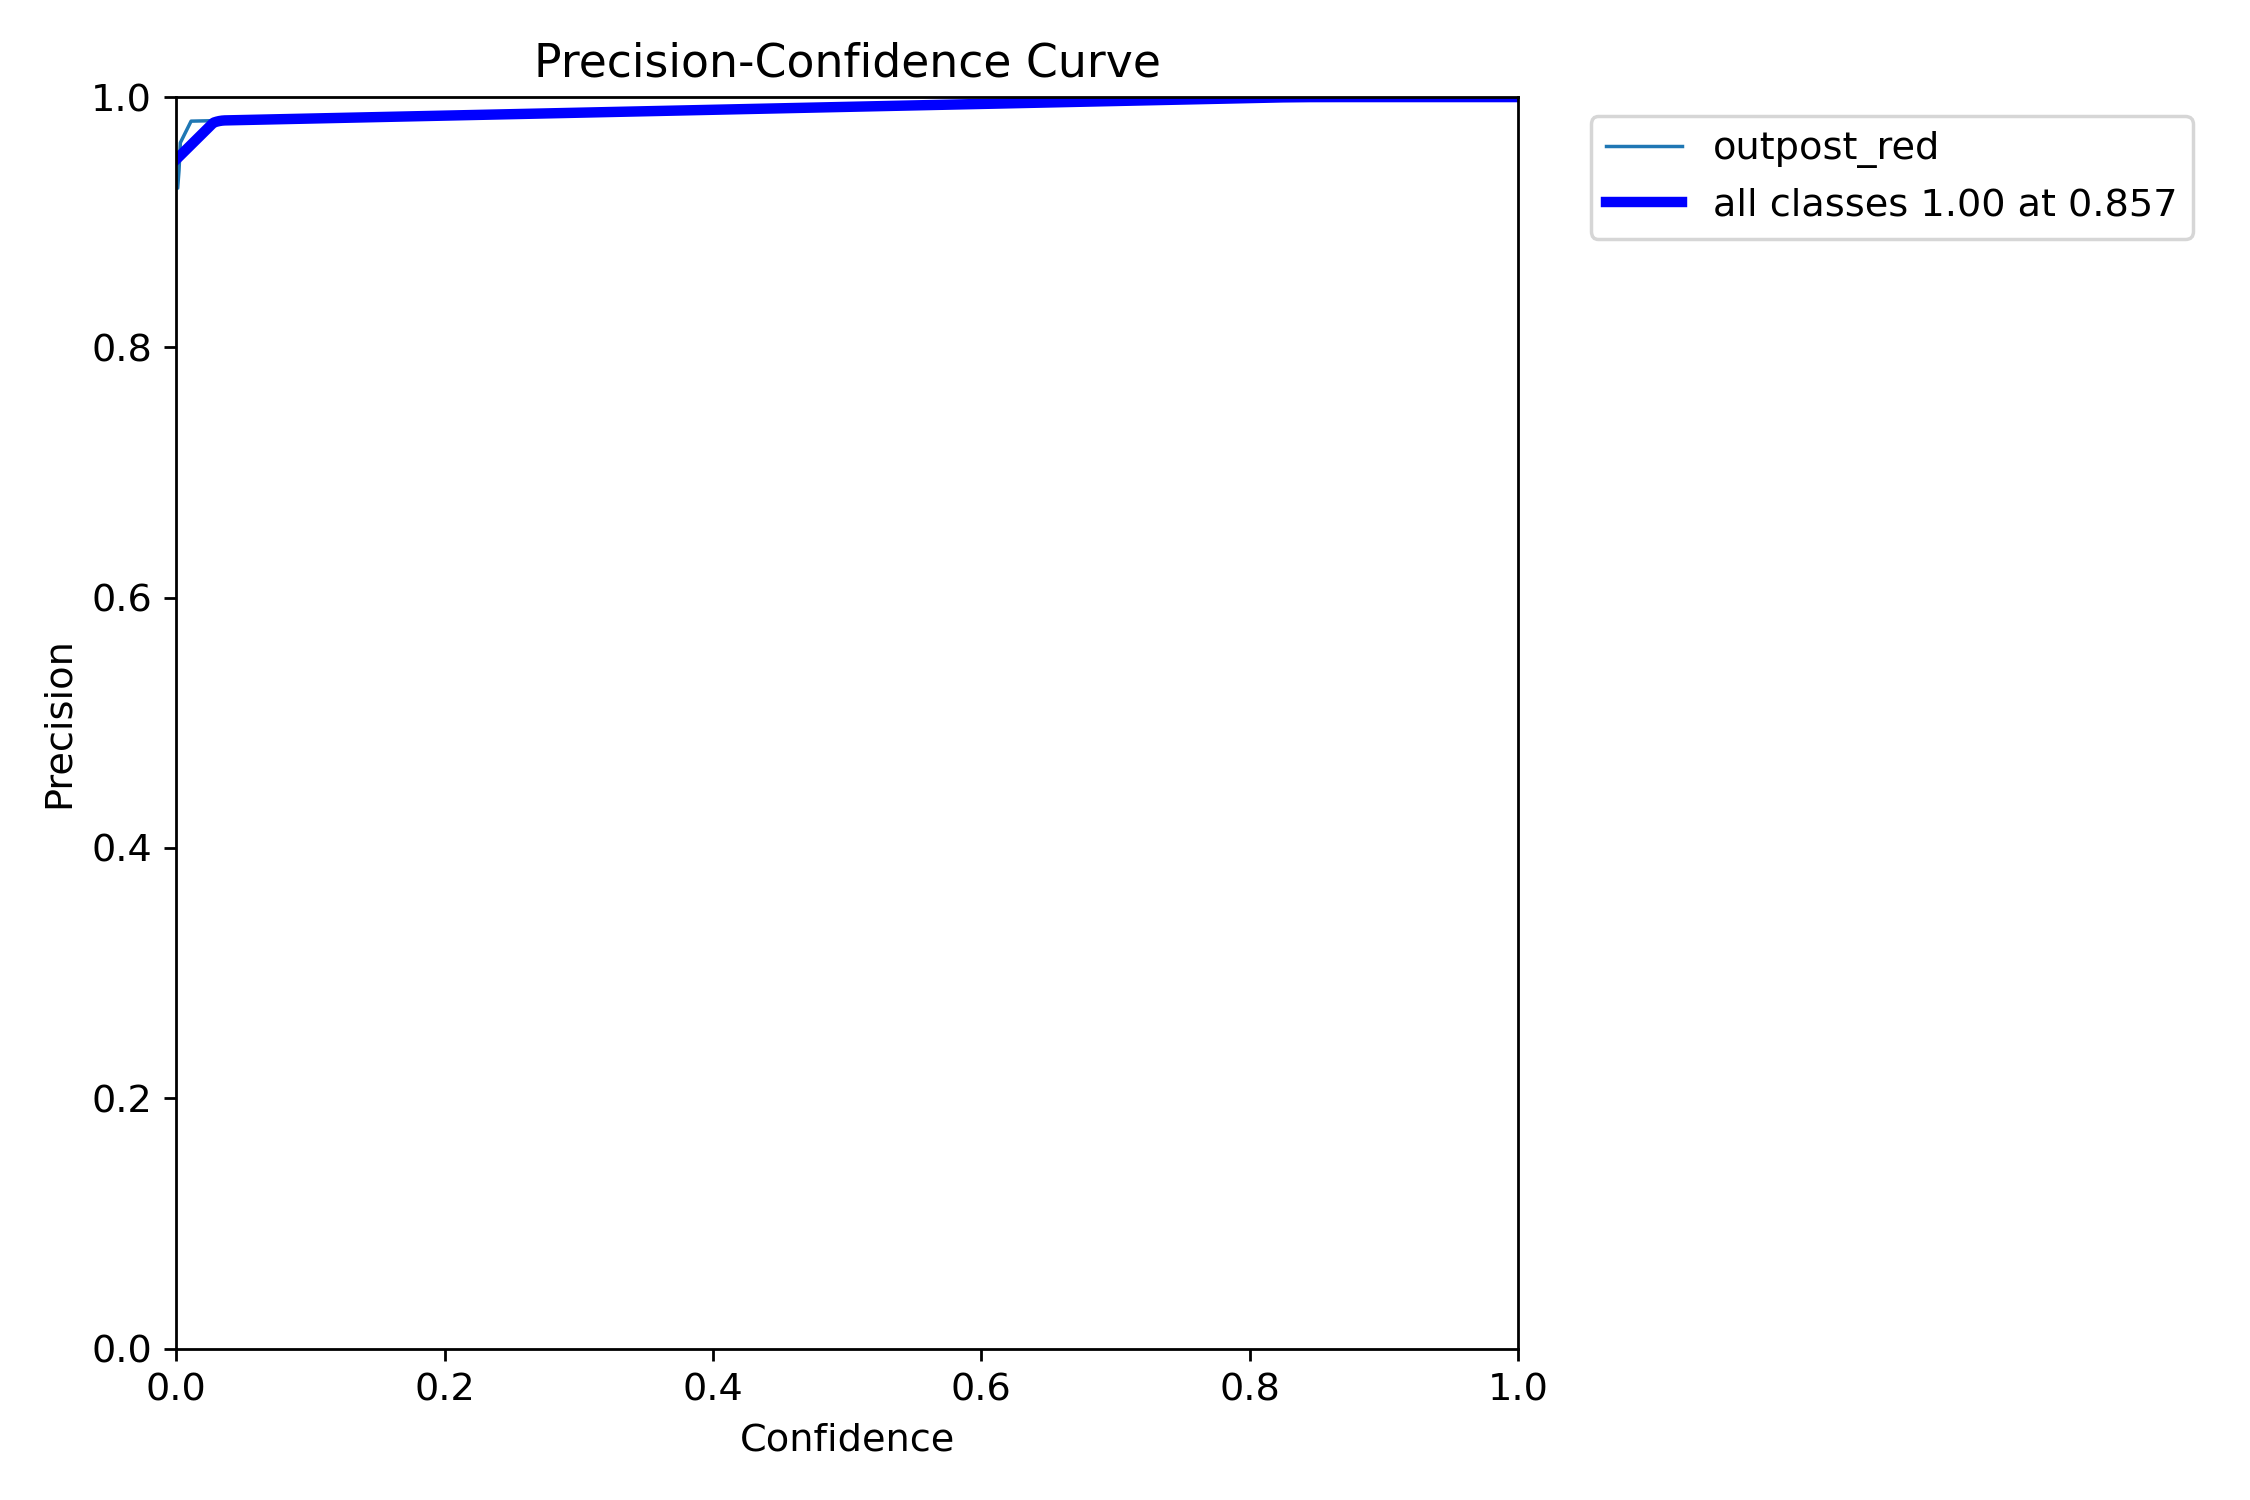 Precision-Confidence Curve
1.0
0.8
0.6
0.4
0.2
0.0
Precision
0.0 0.2 0.4 0.6 0.8 1.0
Confidence
outpost_red
all classes 1.00 at 0.857